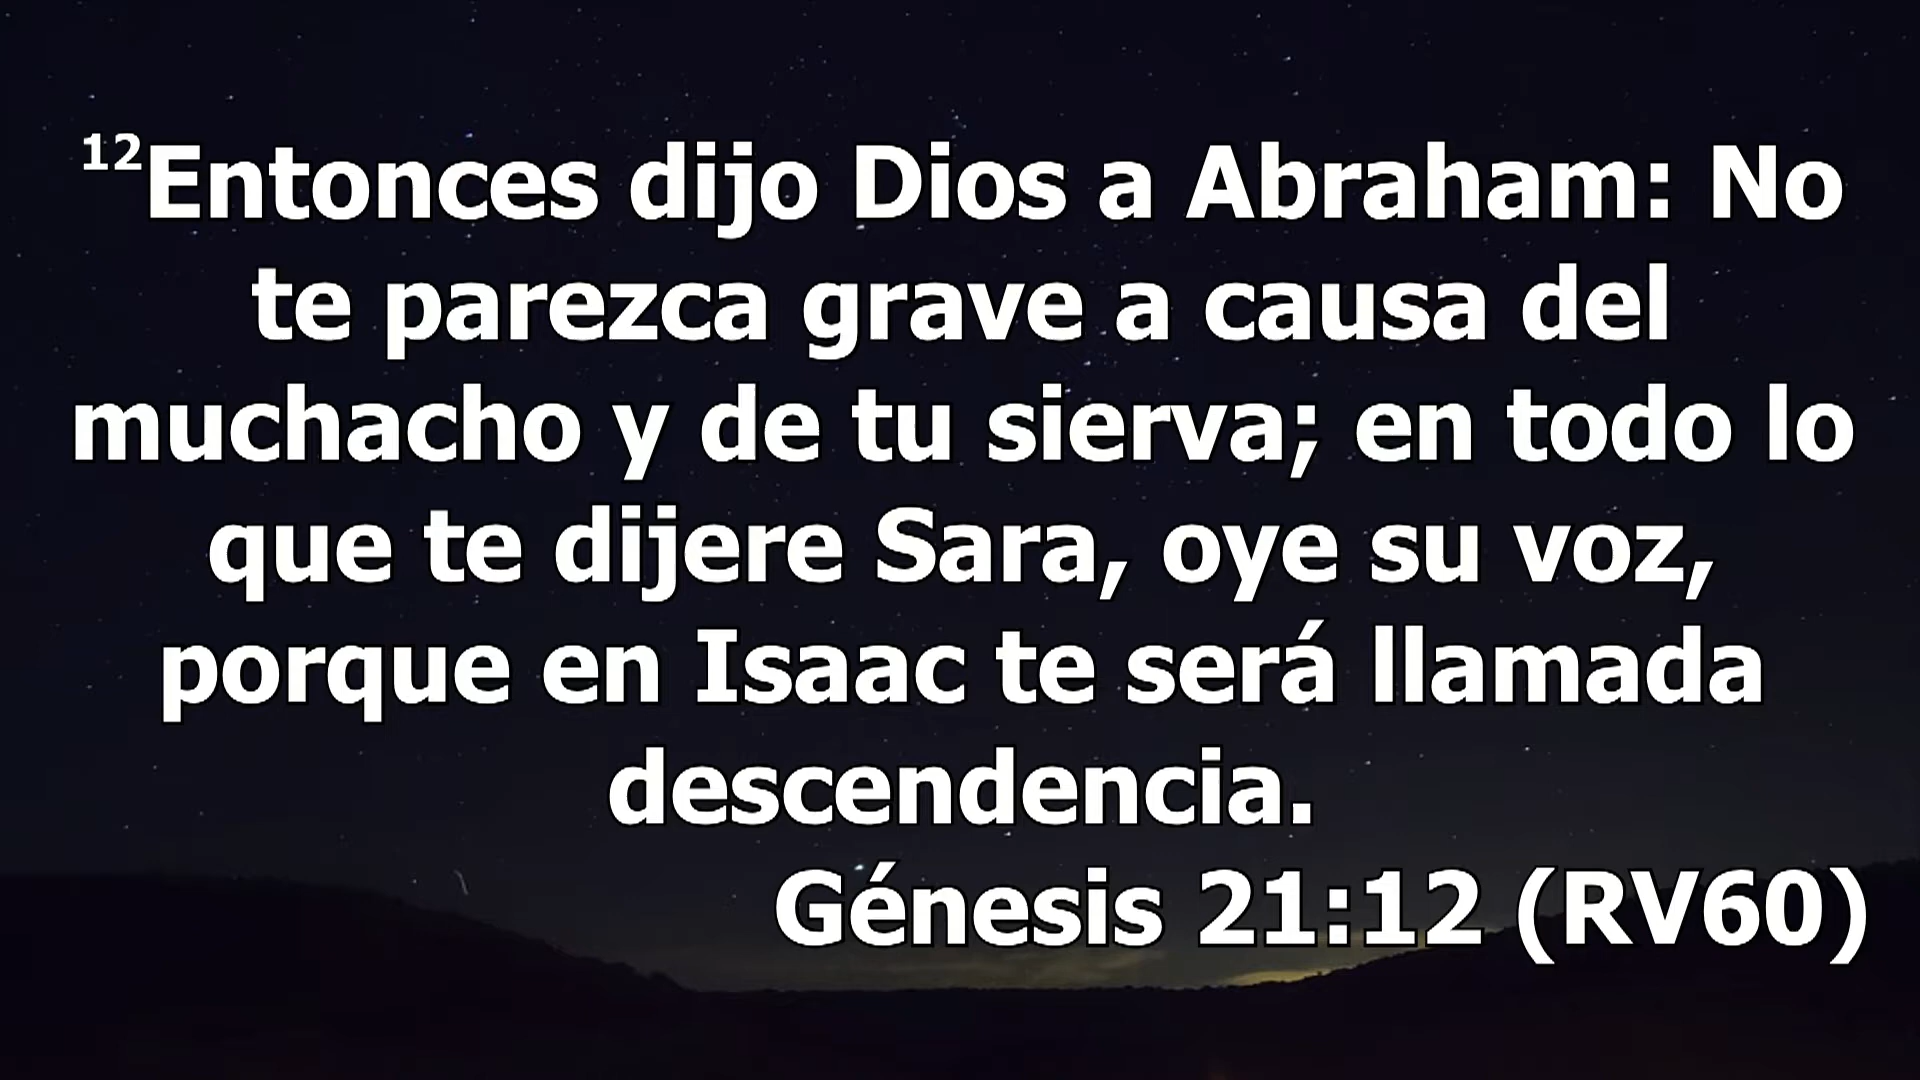 12Entonces dijo Dios a Abraham: No
te parezca grave a causa del
muchacho y de tu sierva; en todo lo
que te dijere Sara, oye su voz,
porque en Isaac te será llamada
descendencia.
Génesis 21:12 (RV60)